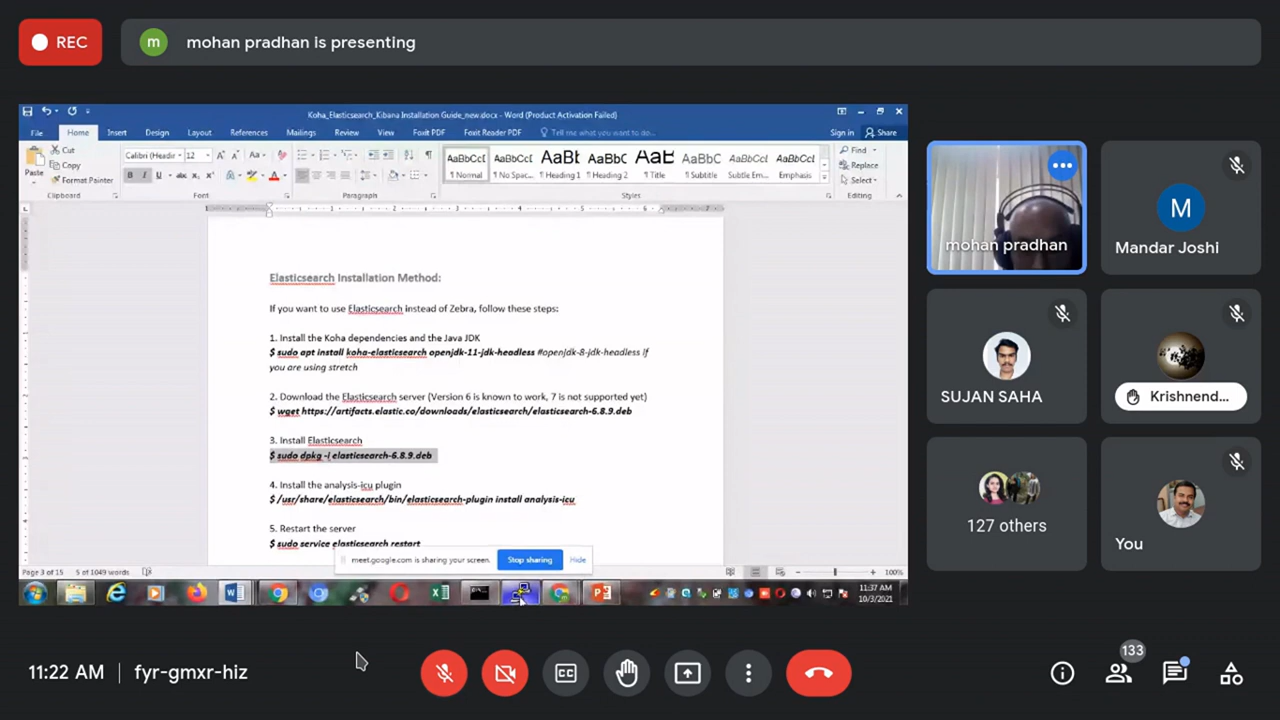 REC
m
mohan pradhan is presenting
Koha_Elasticsearch_Kibana Installation Guide_new.docx - Word (Product Activation Failed)
File Home Insert Design Layout References Mailings Review View Foxit PDF Foxit Reader PDF Tell me what you want to do... Sign in Share
Paste
Cut
Copy
Format Painter
Clipboard
Calibri (Headir 12
B I U abc
Font
Paragraph
AaBbCcI AaBbCcI AaBb AaBbCc AaBb AaBbCcI AaBbCcI AaBbCcI
Normal No Spac... Heading 1 Heading 2 Title Subtitle Subtle Em... Emphasis
Styles
Find
Replace
Select
Editing
Elasticsearch Installation Method:
If you want to use Elasticsearch instead of Zebra, follow these steps:
1. Install the Koha dependencies and the Java JDK
$ sudo apt install koha-elasticsearch openjdk-11-jdk-headless #openjdk-8-jdk-headless if
you are using stretch
2. Download the Elasticsearch server (Version 6 is known to work, 7 is not supported yet)
$ wget https://artifacts.elastic.co/downloads/elasticsearch/elasticsearch-6.8.9.deb
3. Install Elasticsearch
$ sudo dpkg -i elasticsearch-6.8.9.deb
4. Install the analysis-icu plugin
$ /usr/share/elasticsearch/bin/elasticsearch-plugin install analysis-icu
5. Restart the server
$ sudo service elasticsearch restart
meet.google.com is sharing your screen. Stop sharing Hide
Page 3 of 15 5 of 1049 words 100%
11:37 AM
10/3/2021
mohan pradhan
M
Mandar Joshi
SUJAN SAHA
Krishnend...
127 others
You
11:22 AM | fyr-gmxr-hiz
CC
133